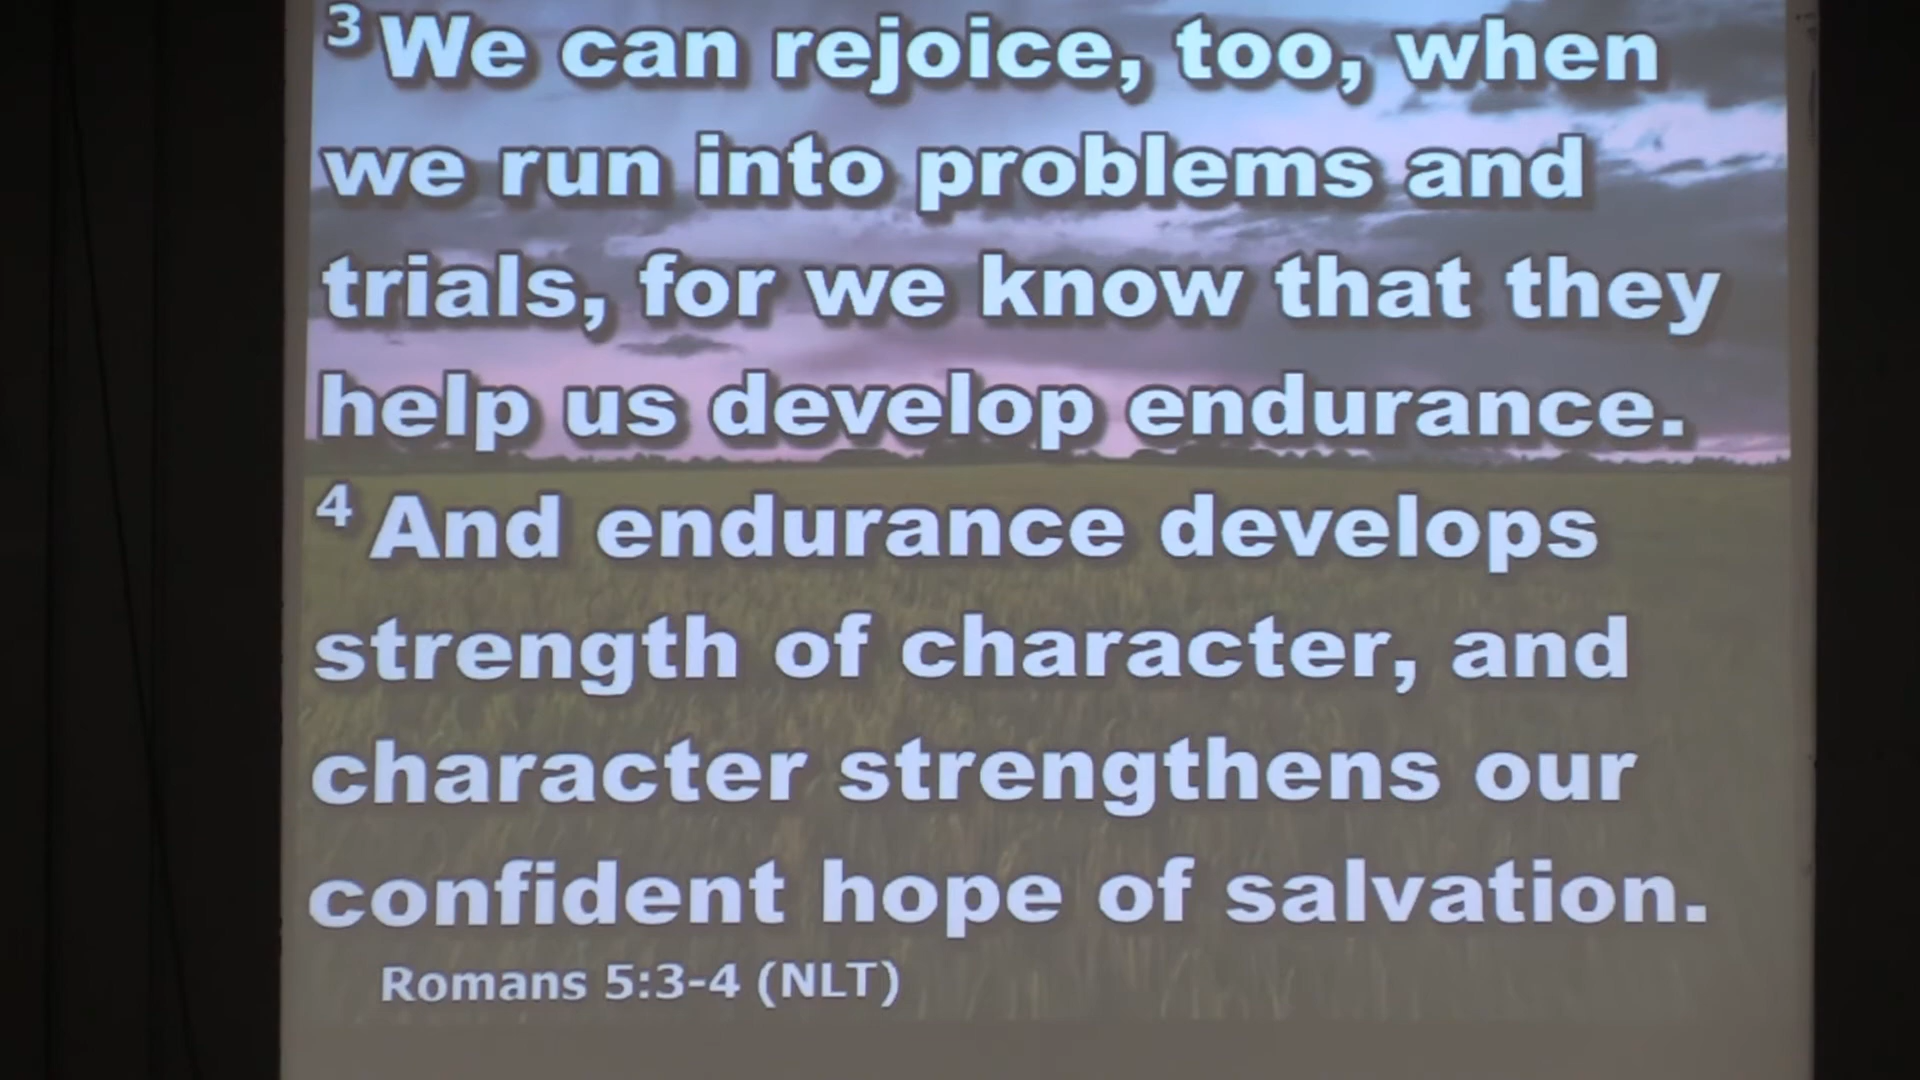 3 We can rejoice, too, when
we run into problems and
trials, for we know that they
help us develop endurance.
4 And endurance develops
strength of character, and
character strengthens our
confident hope of salvation.
Romans 5:3-4 (NLT)